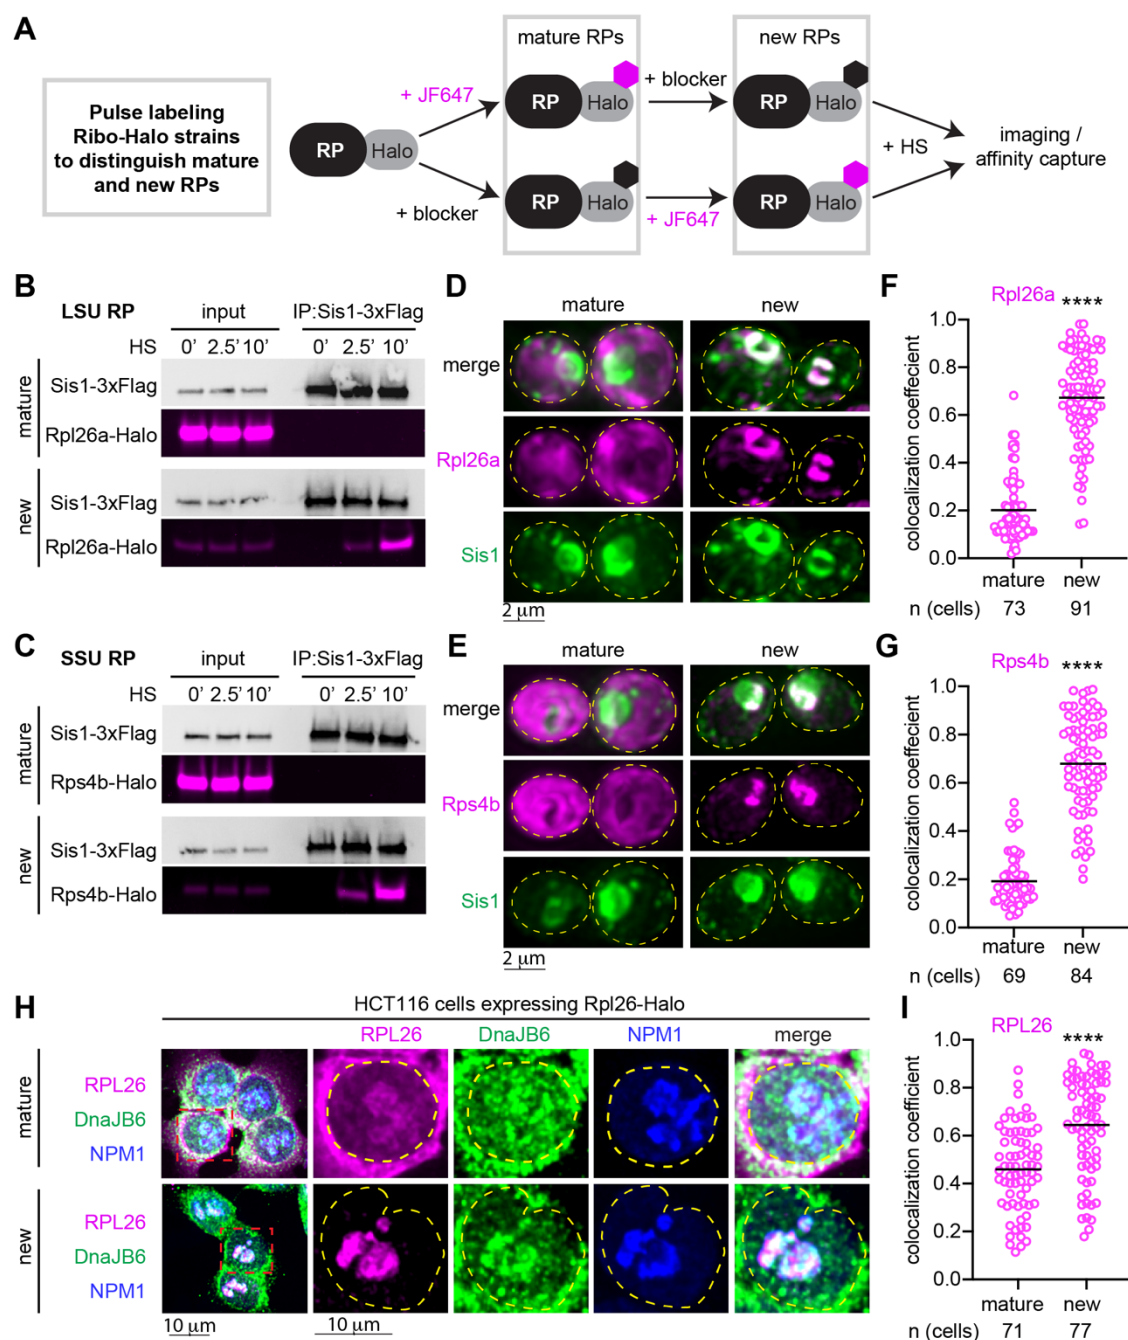 A
Pulse labeling
Ribo-Halo strains
to distinguish mature
and new RPs
RP Halo
+ JF647
+ blocker
mature RPs
RP Halo
RP Halo
+ blocker
+ JF647
new RPs
RP Halo
RP Halo
+ HS
imaging /
affinity capture
B
LSU RP input IP:Sis1-3xFlag
HS 0' 2.5' 10' 0' 2.5' 10'
mature
Sis1-3xFlag
Rpl26a-Halo
new
Sis1-3xFlag
Rpl26a-Halo
C
SSU RP input IP:Sis1-3xFlag
HS 0' 2.5' 10' 0' 2.5' 10'
mature
Sis1-3xFlag
Rps4b-Halo
new
Sis1-3xFlag
Rps4b-Halo
D
mature new
merge
Rpl26a
Sis1
2 μm
E
mature new
merge
Rps4b
Sis1
2 μm
F
Rpl26a ****
colocalization coeffecient
1.0
0.8
0.6
0.4
0.2
0.0
mature new
n (cells) 73 91
G
Rps4b ****
colocalization coeffecient
1.0
0.8
0.6
0.4
0.2
0.0
mature new
n (cells) 69 84
H
HCT116 cells expressing Rpl26-Halo
RPL26 DnaJB6 NPM1 merge
mature
RPL26
DnaJB6
NPM1
new
RPL26
DnaJB6
NPM1
10 μm 10 μm
I
RPL26 ****
colocalization coefficient
1.0
0.8
0.6
0.4
0.2
0.0
mature new
n (cells) 71 77